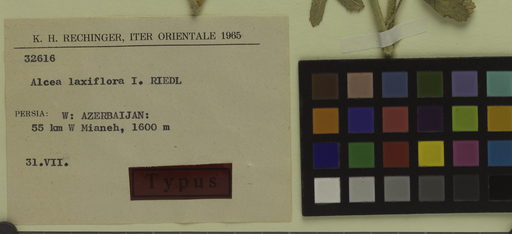 K. H. RECHINGER, ITER ORIENTALE 1965
32616
Alcea laxiflora I. RIEDL
PERSIA: W: AZERBAIJAN:
55 km W Mianeh, 1600 m
31.VII.
Typus